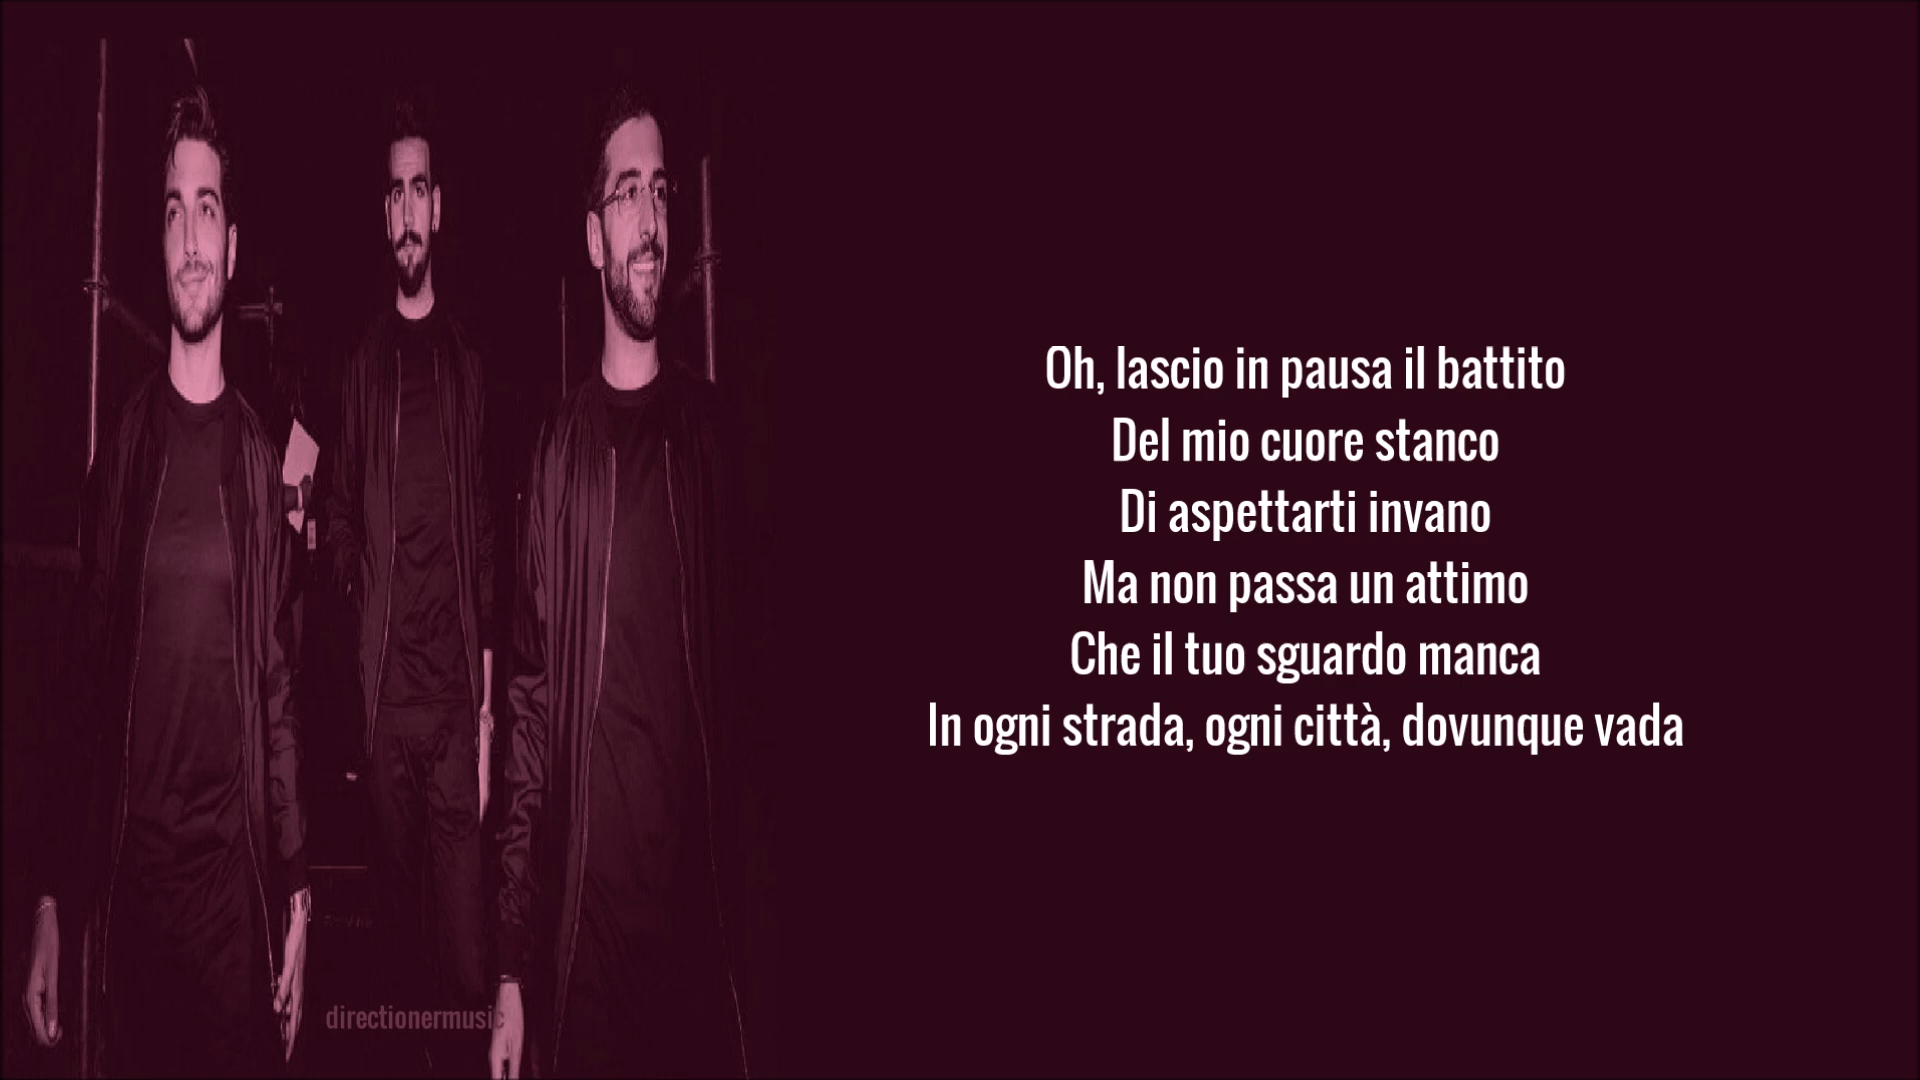 Oh, lascio in pausa il battito
Del mio cuore stanco
Di aspettarti invano
Ma non passa un attimo
Che il tuo sguardo manca
In ogni strada, ogni città, dovunque vada
directionermusic